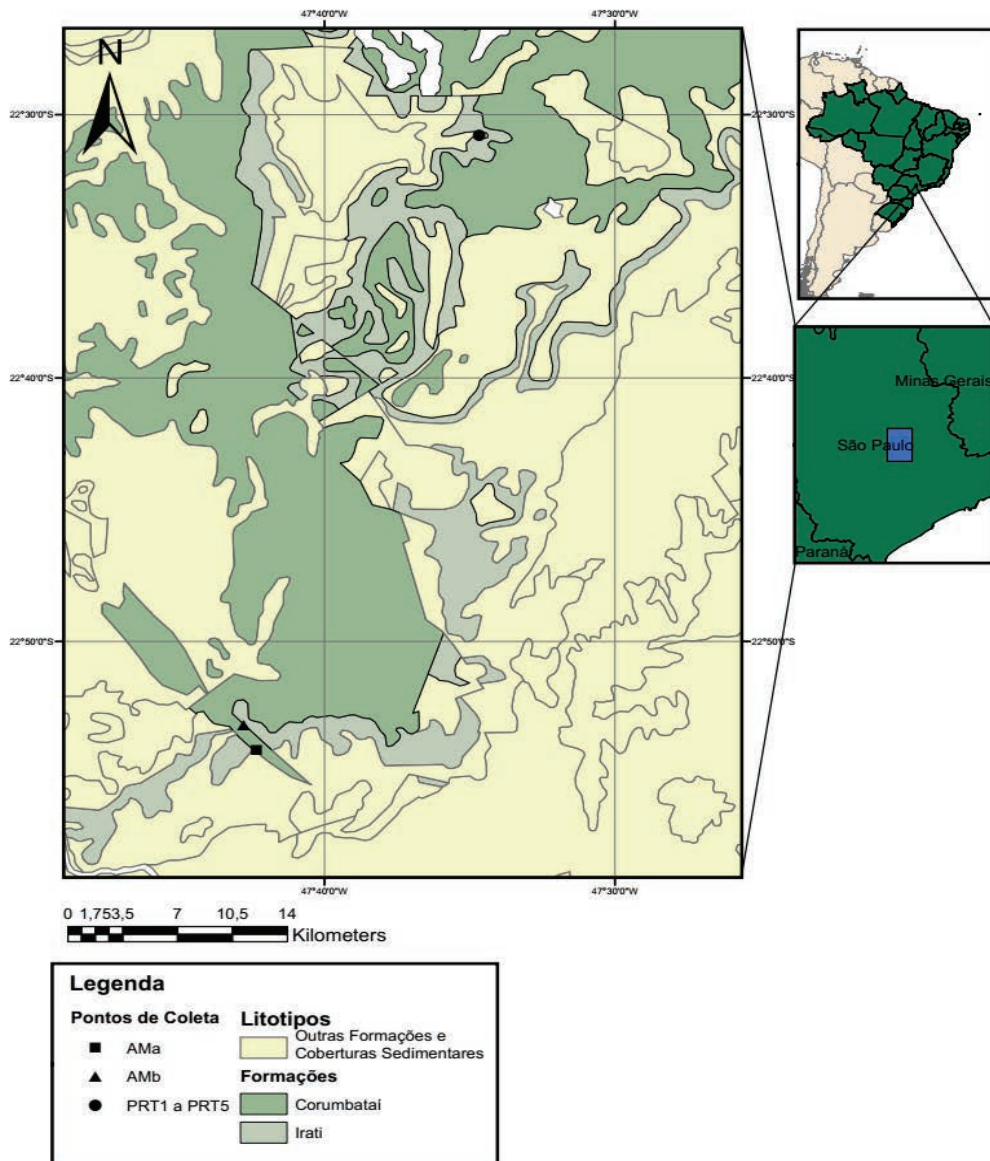 47°40'0"W
47°30'0"W
N
22°30'0"S
22°30'0"S
22°40'0"S
22°40'0"S
22°50'0"S
22°50'0"S
47°40'0"W
47°30'0"W
Minas Gerais
São Paulo
Paraná
0 1,753,5 7 10,5 14
Kilometers
Legenda
Pontos de Coleta
AMa
AMb
PRT1 a PRT5
Litotipos
Outras Formações e
Coberturas Sedimentares
Formações
Corumbataí
Irati